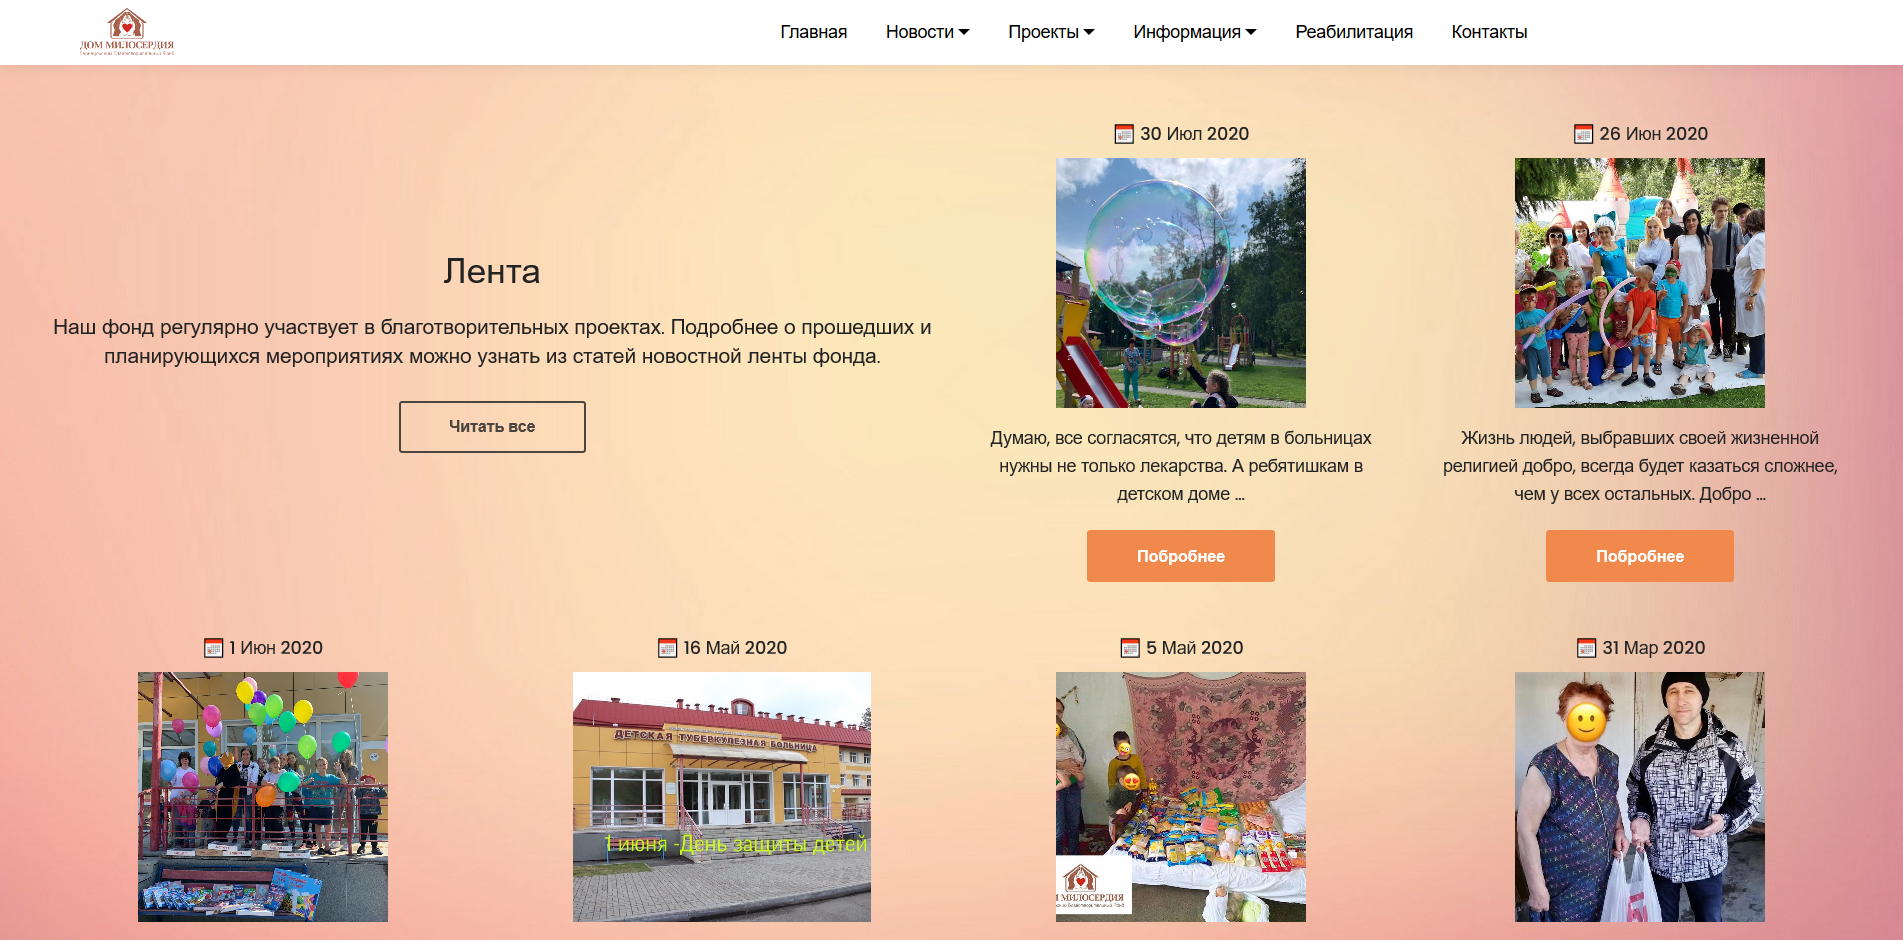 ДОМ МИЛОСЕРДИЯ
Главная
Новости
Проекты
Информация
Реабилитация
Контакты
Лента
Наш фонд регулярно участвует в благотворительных проектах. Подробнее о прошедших и
планирующихся мероприятиях можно узнать из статей новостной ленты фонда.
Читать все
30 Июл 2020
Думаю, все согласятся, что детям в больницах
нужны не только лекарства. А ребятишкам в
детском доме ...
Побробнее
26 Июн 2020
Жизнь людей, выбравших своей жизненной
религией добро, всегда будет казаться сложнее,
чем у всех остальных. Добро ...
Побробнее
1 Июн 2020
16 Май 2020
ДЕТСКАЯ ТУБЕРКУЛЕЗНАЯ БОЛЬНИЦА
1 июня -День защиты детей
5 Май 2020
МИЛОСЕРДИЯ
31 Мар 2020